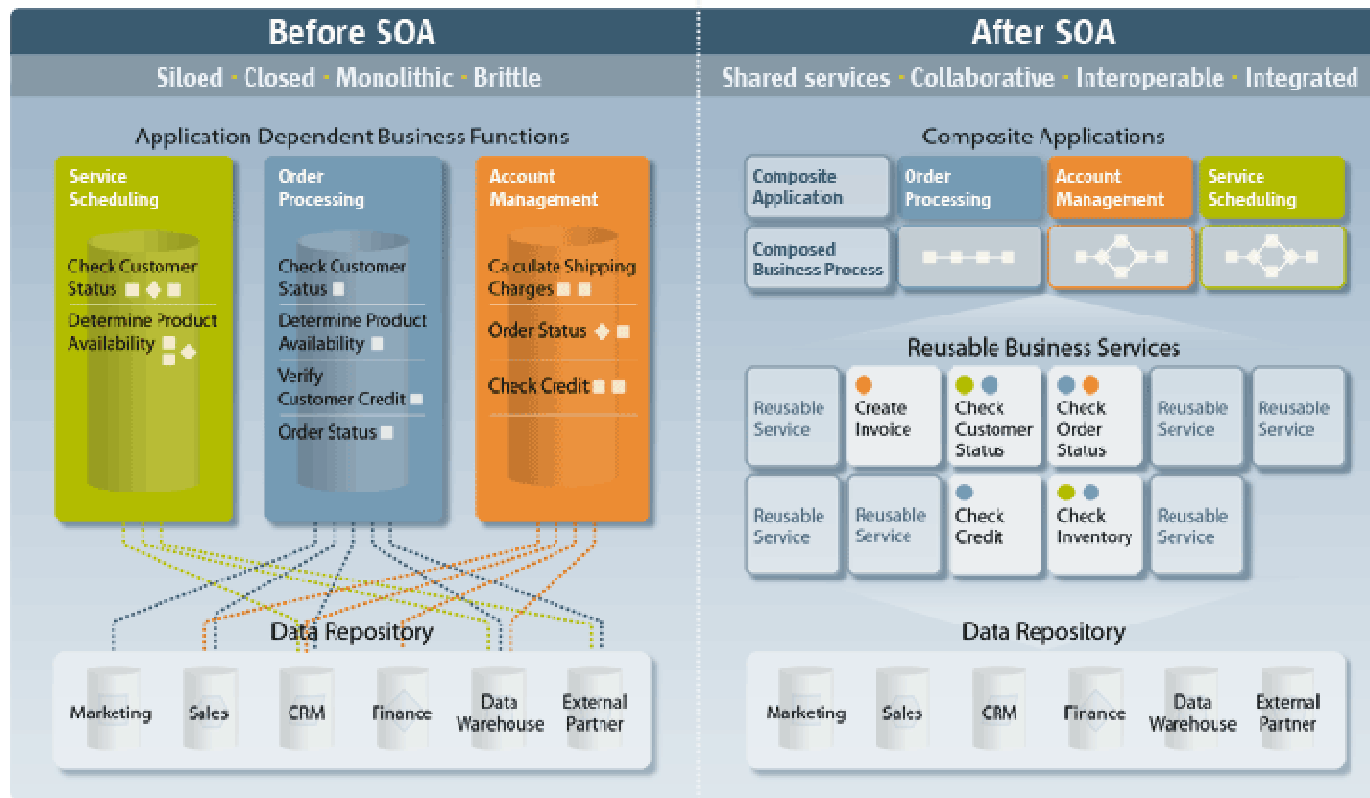 Before SOA
Siloed · Closed · Monolithic · Brittle
Application Dependent Business Functions
Service
Scheduling
Check Customer
Status
Determine Product
Availability
Order
Processing
Check Customer
Status
Determine Product
Availability
Verify
Customer Credit
Order Status
Account
Management
Calculate Shipping
Charges
Order Status
Check Credit
Data Repository
Marketing
Sales
CRM
Finance
Data
Warehouse
External
Partner
After SOA
Shared services · Collaborative · Interoperable · Integrated
Composite Applications
Composite
Application
Order
Processing
Account
Management
Service
Scheduling
Composed
Business Process
Reusable Business Services
Reusable
Service
Create
Invoice
Check
Customer
Status
Check
Order
Status
Reusable
Service
Reusable
Service
Reusable
Service
Reusable
Service
Check
Credit
Check
Inventory
Reusable
Service
Data Repository
Marketing
Sales
CRM
Finance
Data
Warehouse
External
Partner